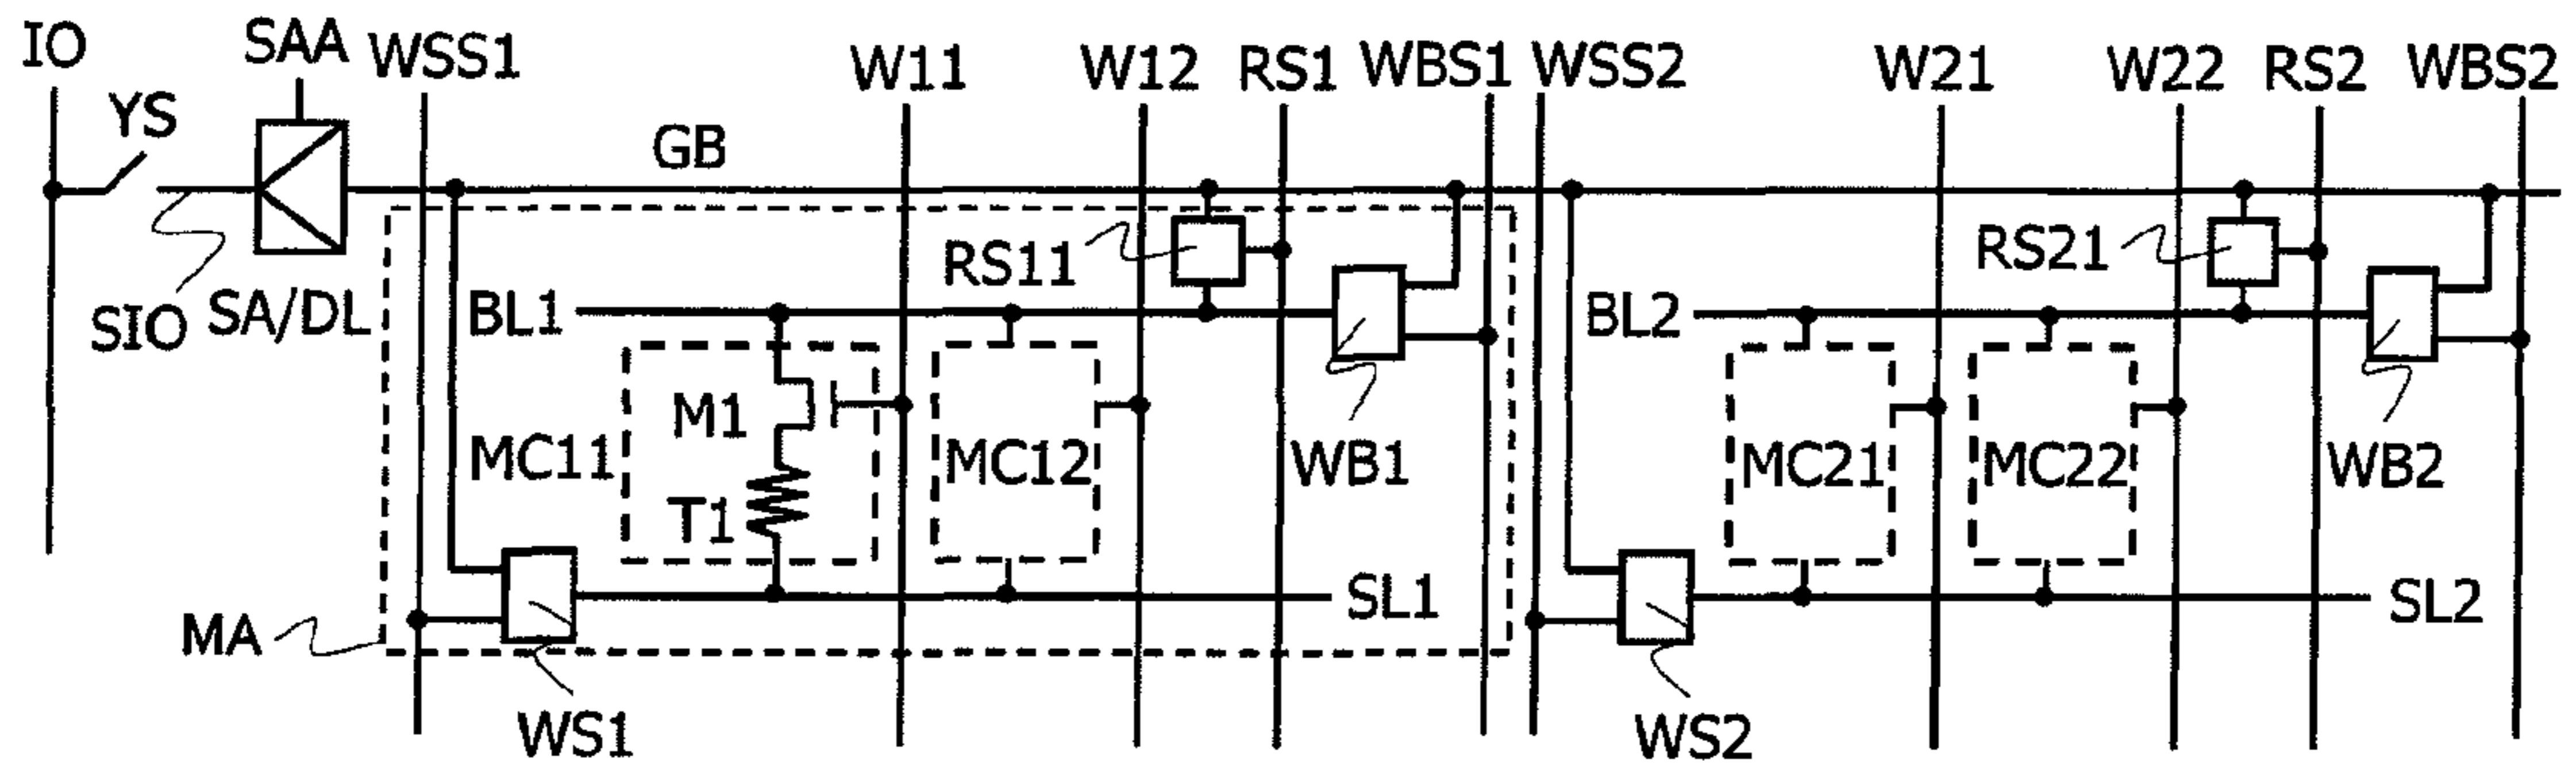 IO
SAA
WSS1
W11
W12
RS1
WBS1
WSS2
W21
W22
RS2
WBS2
YS
GB
RS11
RS21
SIO
SA/DL
BL1
BL2
MC11
M1
T1
MC12
WB1
MC21
MC22
WB2
SL1
SL2
MA
WS1
WS2